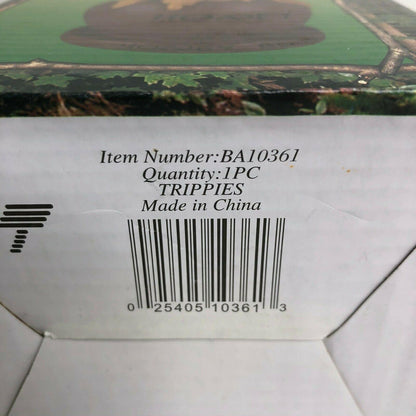 Item Number:BA10361
Quantity:1PC
TRIPPIES
Made in China
0 25405 10361 3